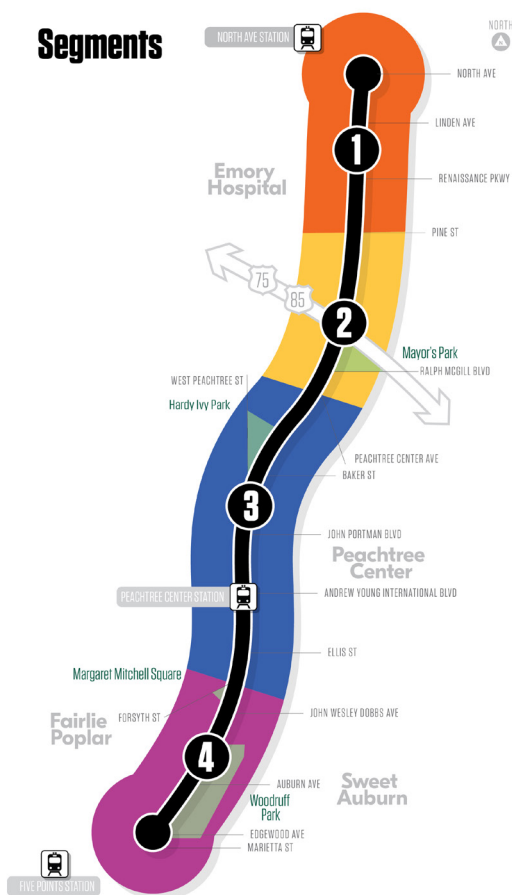 Segments
NORTH AVE STATION
NORTH
NORTH AVE
LINDEN AVE
1
Emory
Hospital
RENAISSANCE PKWY
PINE ST
75
85
2
Mayor's Park
RALPH MCGILL BLVD
WEST PEACHTREE ST
Hardy Ivy Park
PEACHTREE CENTER AVE
BAKER ST
3
JOHN PORTMAN BLVD
Peachtree
Center
PEACHTREE CENTER STATION
ANDREW YOUNG INTERNATIONAL BLVD
ELLIS ST
Margaret Mitchell Square
FORSYTH ST
JOHN WESLEY DOBBS AVE
Fairlie
Poplar
4
AUBURN AVE
Sweet
Auburn
Woodruff
Park
EDGEWOOD AVE
MARIETTA ST
FIVE POINTS STATION